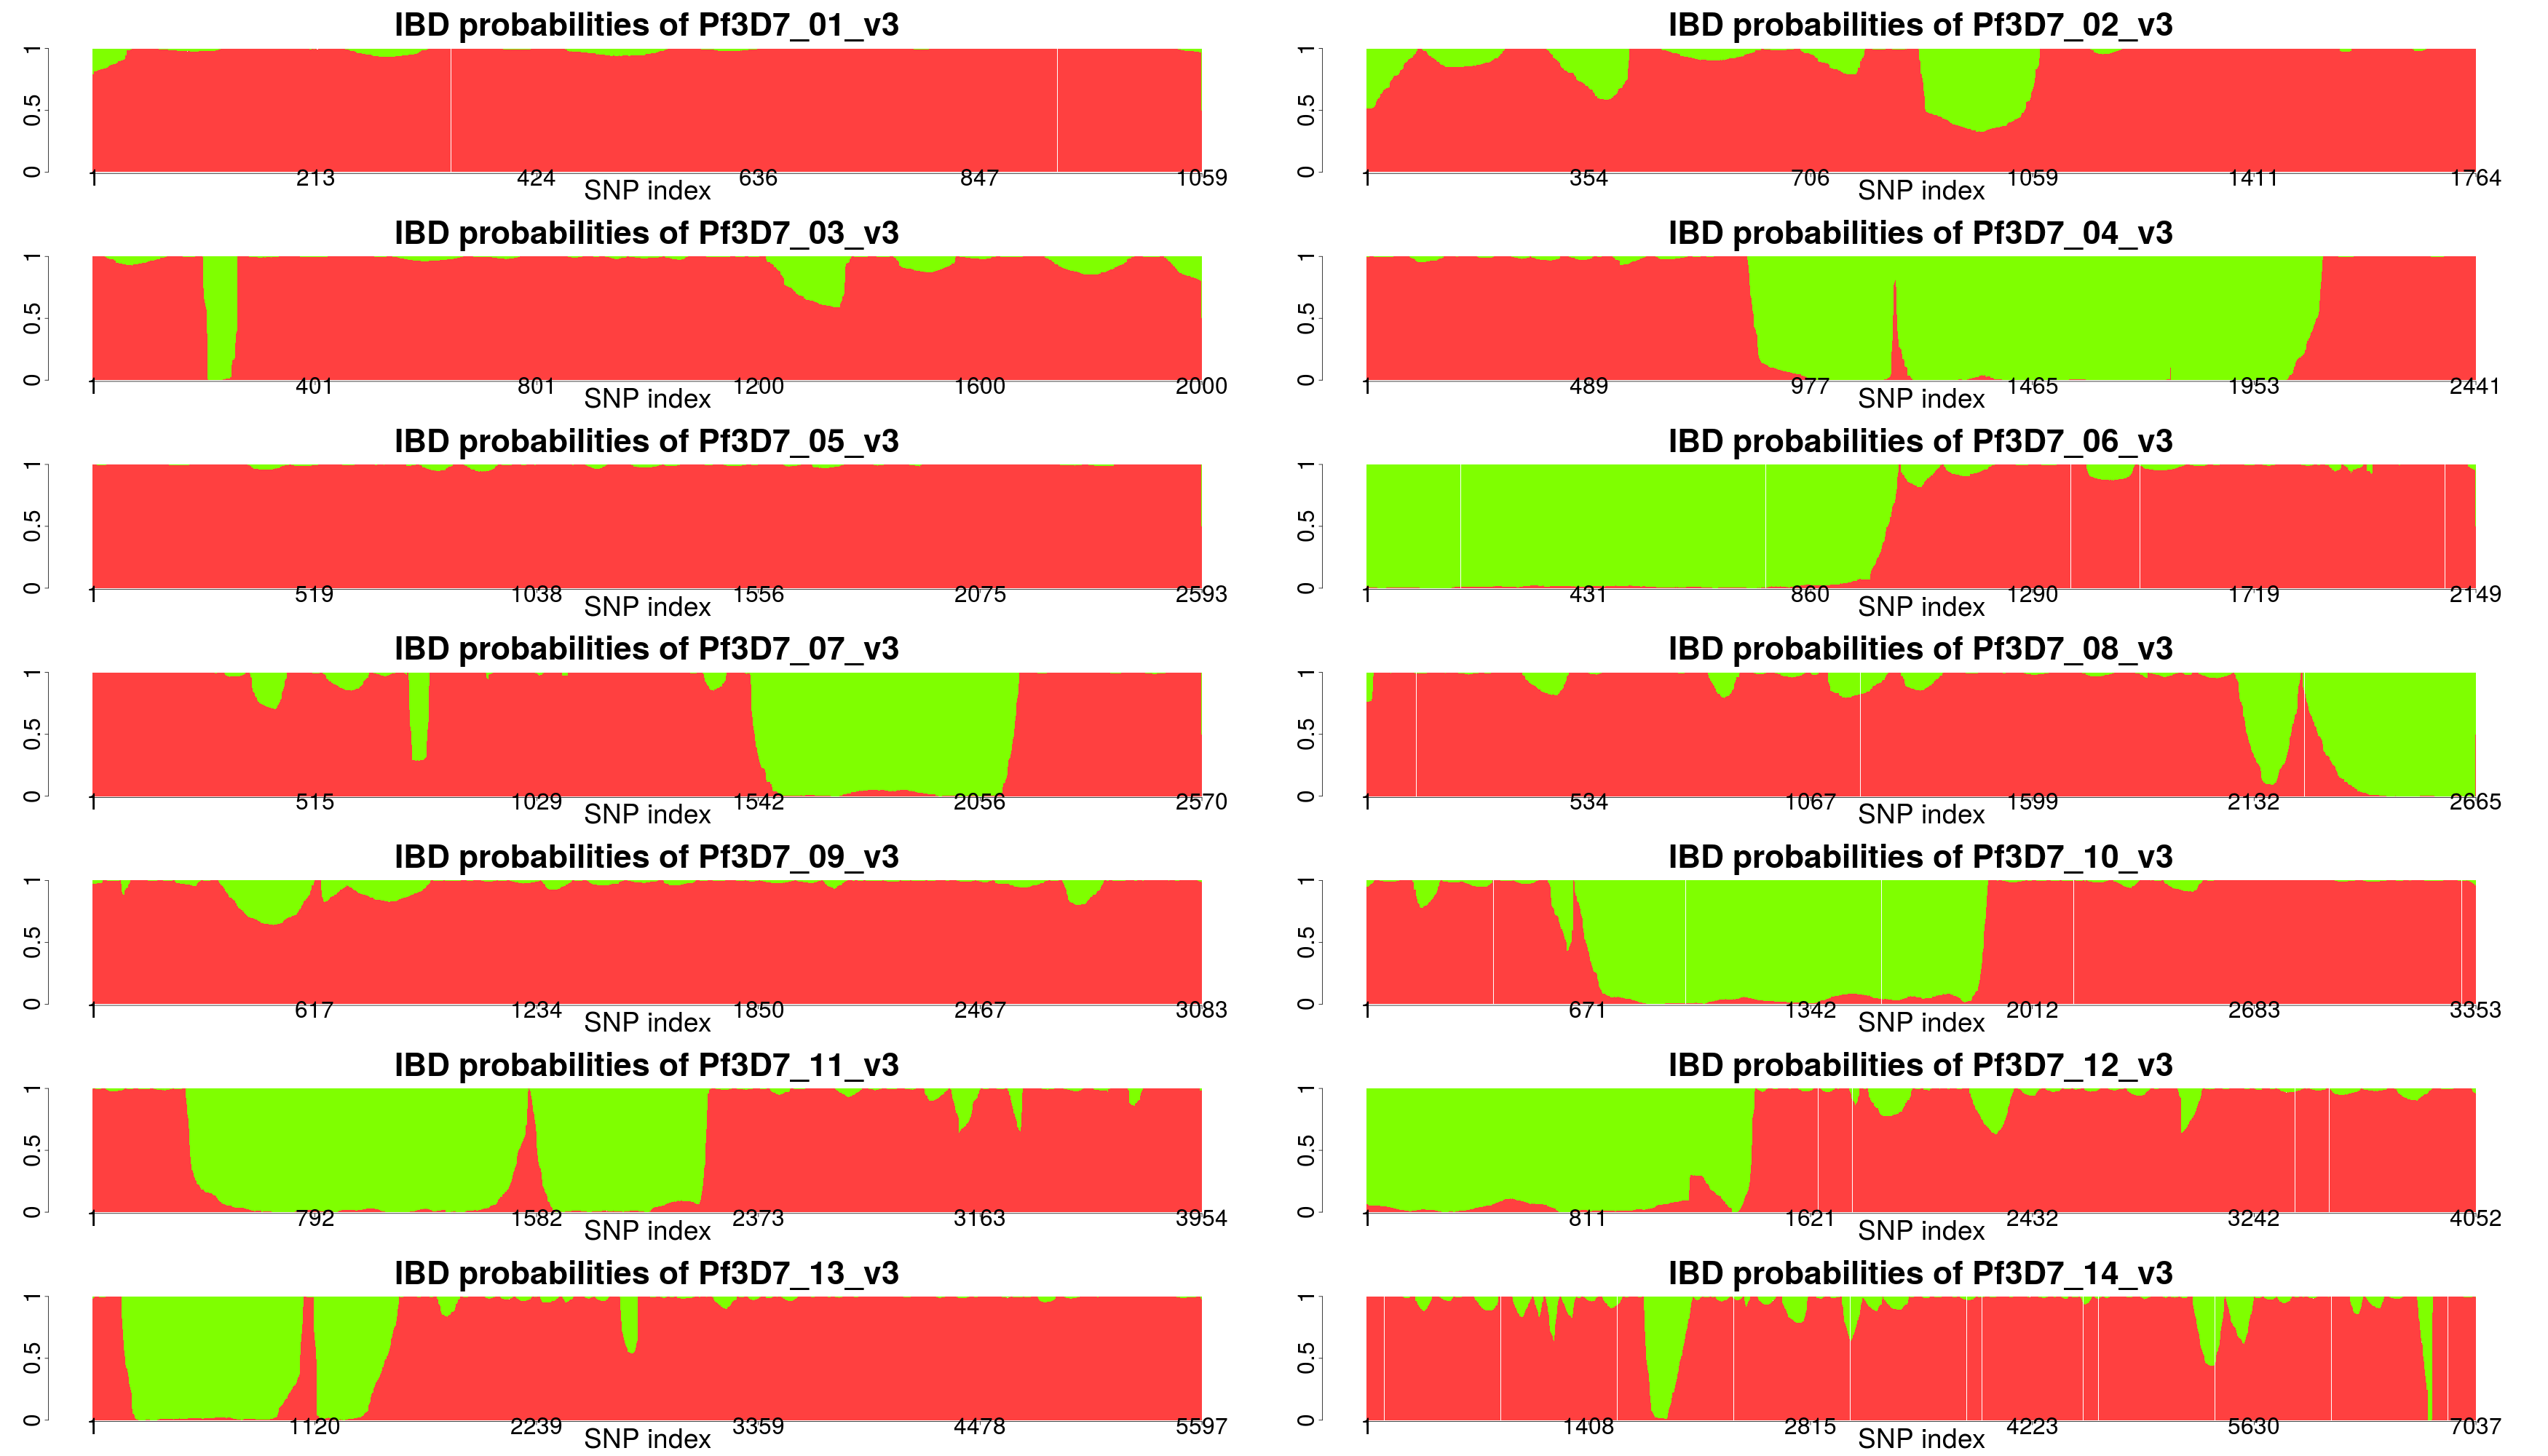 IBD probabilities of Pf3D7_01_v3
0 0.5 1
1 213 424 636 847 1059
SNP index
IBD probabilities of Pf3D7_02_v3
0 0.5 1
1 354 706 1059 1411 1764
SNP index
IBD probabilities of Pf3D7_03_v3
0 0.5 1
1 401 801 1200 1600 2000
SNP index
IBD probabilities of Pf3D7_04_v3
0 0.5 1
1 489 977 1465 1953 2441
SNP index
IBD probabilities of Pf3D7_05_v3
0 0.5 1
1 519 1038 1556 2075 2593
SNP index
IBD probabilities of Pf3D7_06_v3
0 0.5 1
1 431 860 1290 1719 2149
SNP index
IBD probabilities of Pf3D7_07_v3
0 0.5 1
1 515 1029 1542 2056 2570
SNP index
IBD probabilities of Pf3D7_08_v3
0 0.5 1
1 534 1067 1599 2132 2665
SNP index
IBD probabilities of Pf3D7_09_v3
0 0.5 1
1 617 1234 1850 2467 3083
SNP index
IBD probabilities of Pf3D7_10_v3
0 0.5 1
1 671 1342 2012 2683 3353
SNP index
IBD probabilities of Pf3D7_11_v3
0 0.5 1
1 792 1582 2373 3163 3954
SNP index
IBD probabilities of Pf3D7_12_v3
0 0.5 1
1 811 1621 2432 3242 4052
SNP index
IBD probabilities of Pf3D7_13_v3
0 0.5 1
1 1120 2239 3359 4478 5597
SNP index
IBD probabilities of Pf3D7_14_v3
0 0.5 1
1 1408 2815 4223 5630 7037
SNP index